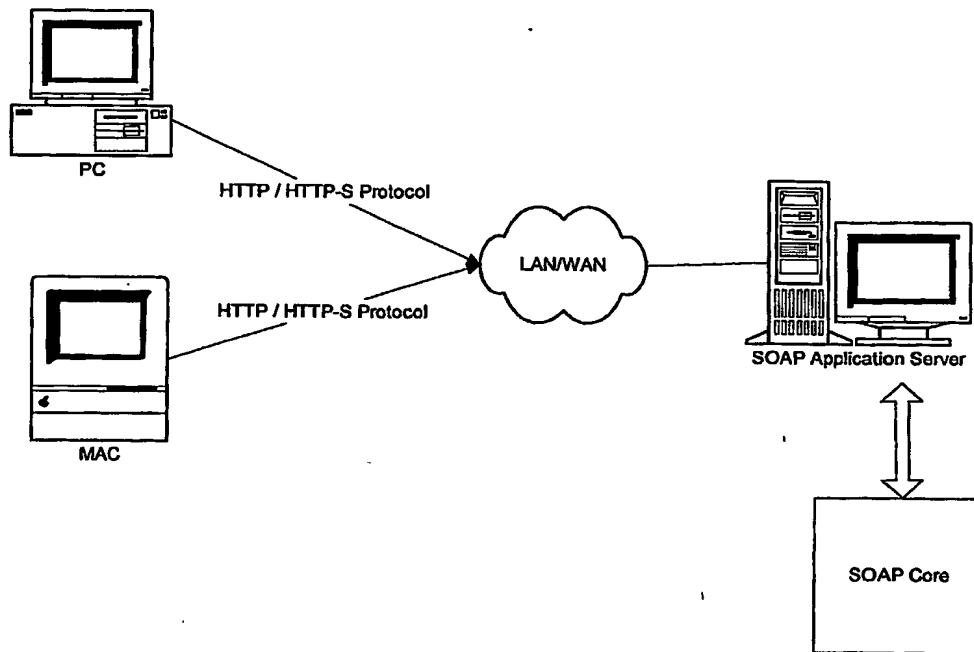 PC
HTTP / HTTP-S Protocol
LAN/WAN
HTTP / HTTP-S Protocol
SOAP Application Server
MAC
SOAP Core